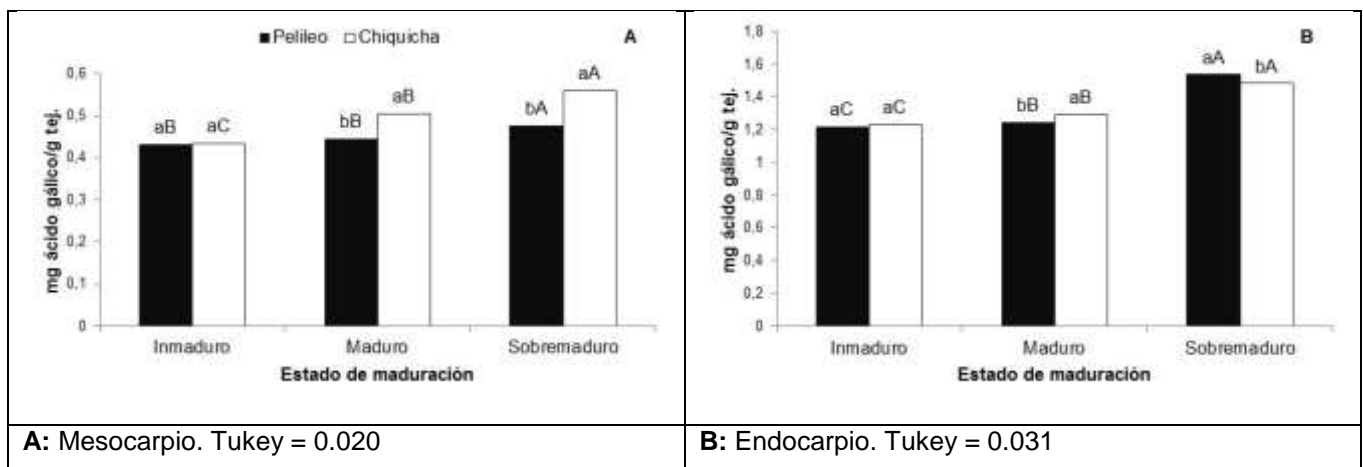 ■Pelileo □Chiquicha
A
0,6
0,5
0,4
0,3
0,2
0,1
0
mg ácido gálico/g tej.
aB aC
bB aB
bA aA
Inmaduro Maduro Sobremaduro
Estado de maduración
A: Mesocarpio. Tukey = 0.020
B
1,8
1,6
1,4
1,2
1
0,8
0,6
0,4
0,2
0
mg ácido gálico/g tej.
aC aC
bB aB
aA bA
Inmaduro Maduro Sobremaduro
Estado de maduración
B: Endocarpio. Tukey = 0.031